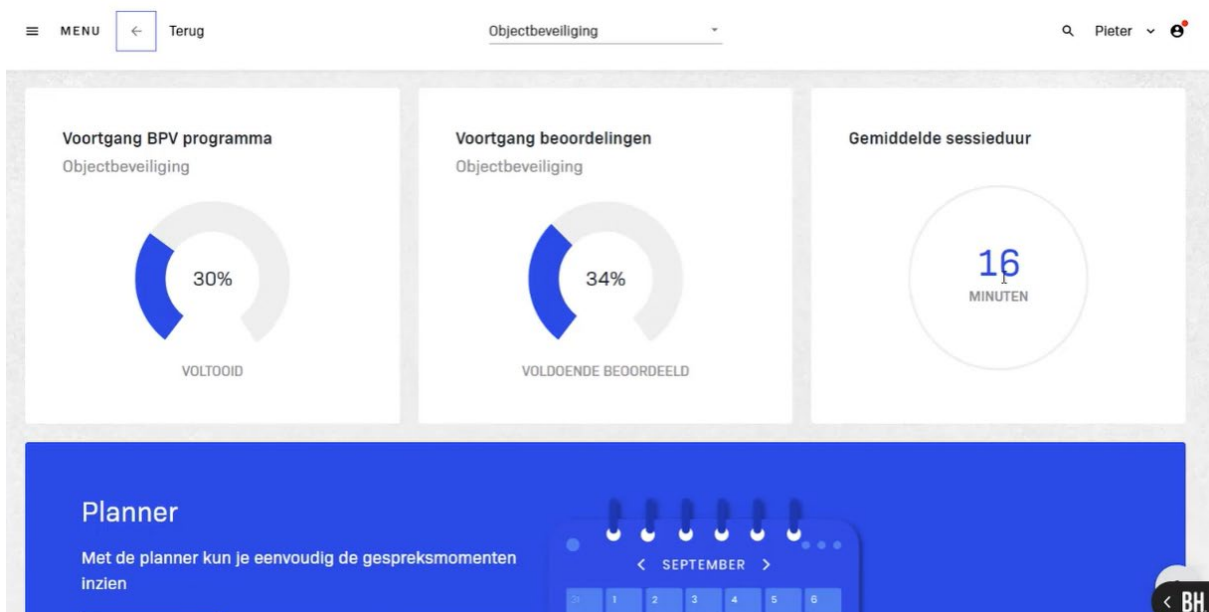 MENU
Terug
Objectbeveiliging
Pieter
Voortgang BPV programma
Objectbeveiliging
30%
VOLTOOID
Voortgang beoordelingen
Objectbeveiliging
34%
VOLDOENDE BEOORDEELD
Gemiddelde sessieduur
16
MINUTEN
Planner
Met de planner kun je eenvoudig de gespreksmomenten
inzien
SEPTEMBER
31 1 2 3 4 5 6
BH